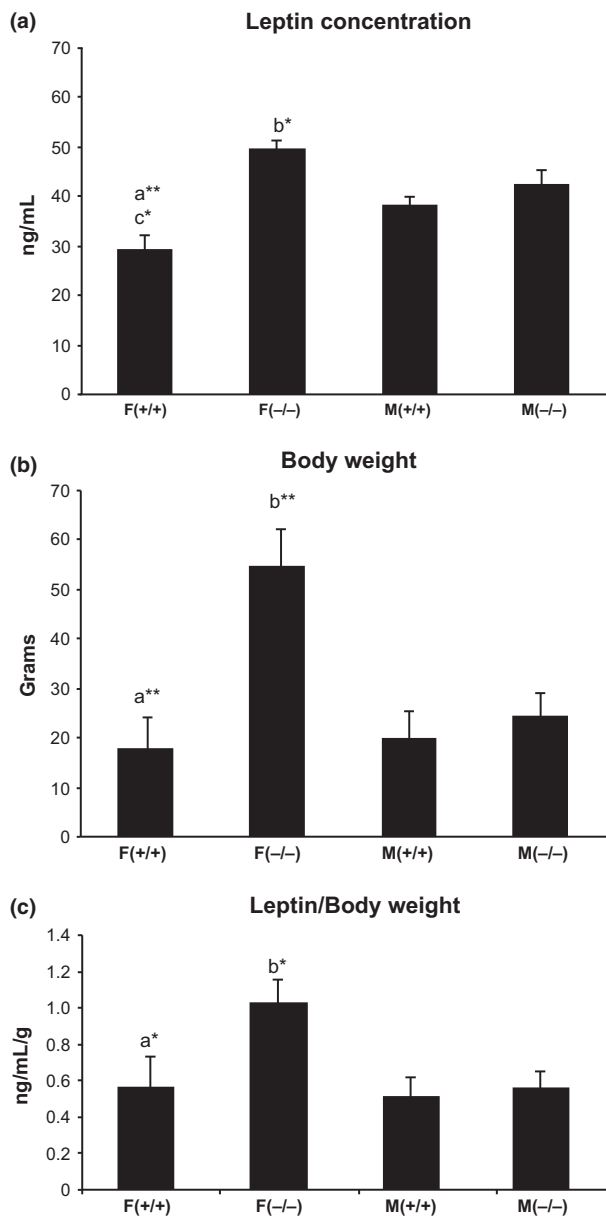 (a)
Leptin concentration
70
60
50
40
30
20
10
0
ng/mL
a**
c*
b*
F(+/+) F(–/–) M(+/+) M(–/–)
(b)
Body weight
70
60
50
40
30
20
10
0
Grams
a**
b**
F(+/+) F(–/–) M(+/+) M(–/–)
(c)
Leptin/Body weight
1.4
1.2
1.0
0.8
0.6
0.4
0.2
0
ng/mL/g
a*
b*
F(+/+) F(–/–) M(+/+) M(–/–)